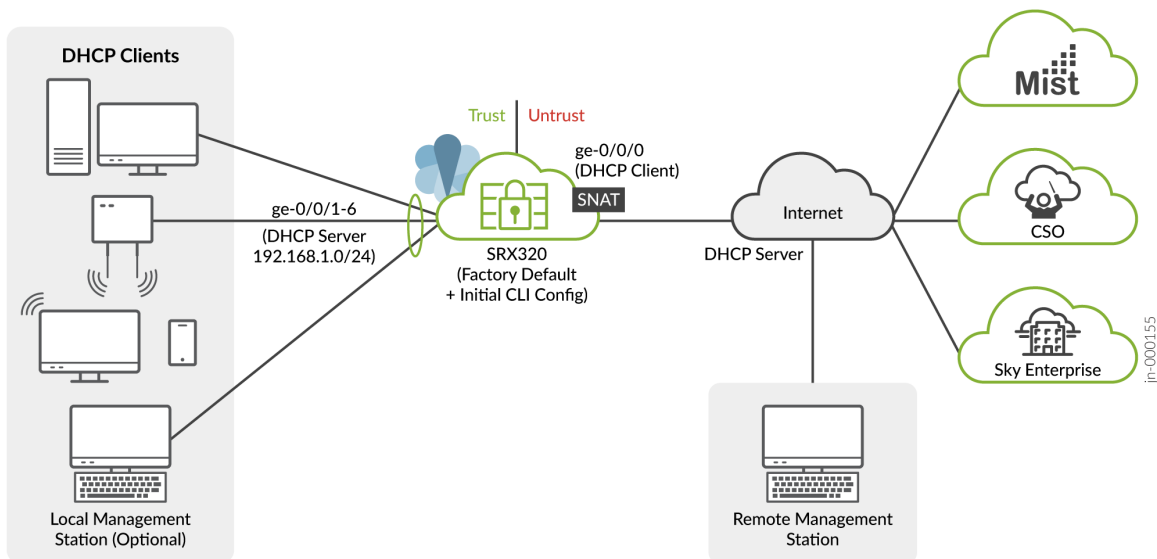 DHCP Clients
Trust
Untrust
ge-0/0/0
(DHCP Client)
SNAT
ge-0/0/1-6
(DHCP Server
192.168.1.0/24)
SRX320
(Factory Default
+ Initial CLI Config)
Internet
DHCP Server
Mist
CSO
Sky Enterprise
Local Management
Station (Optional)
Remote Management
Station
jn-000155